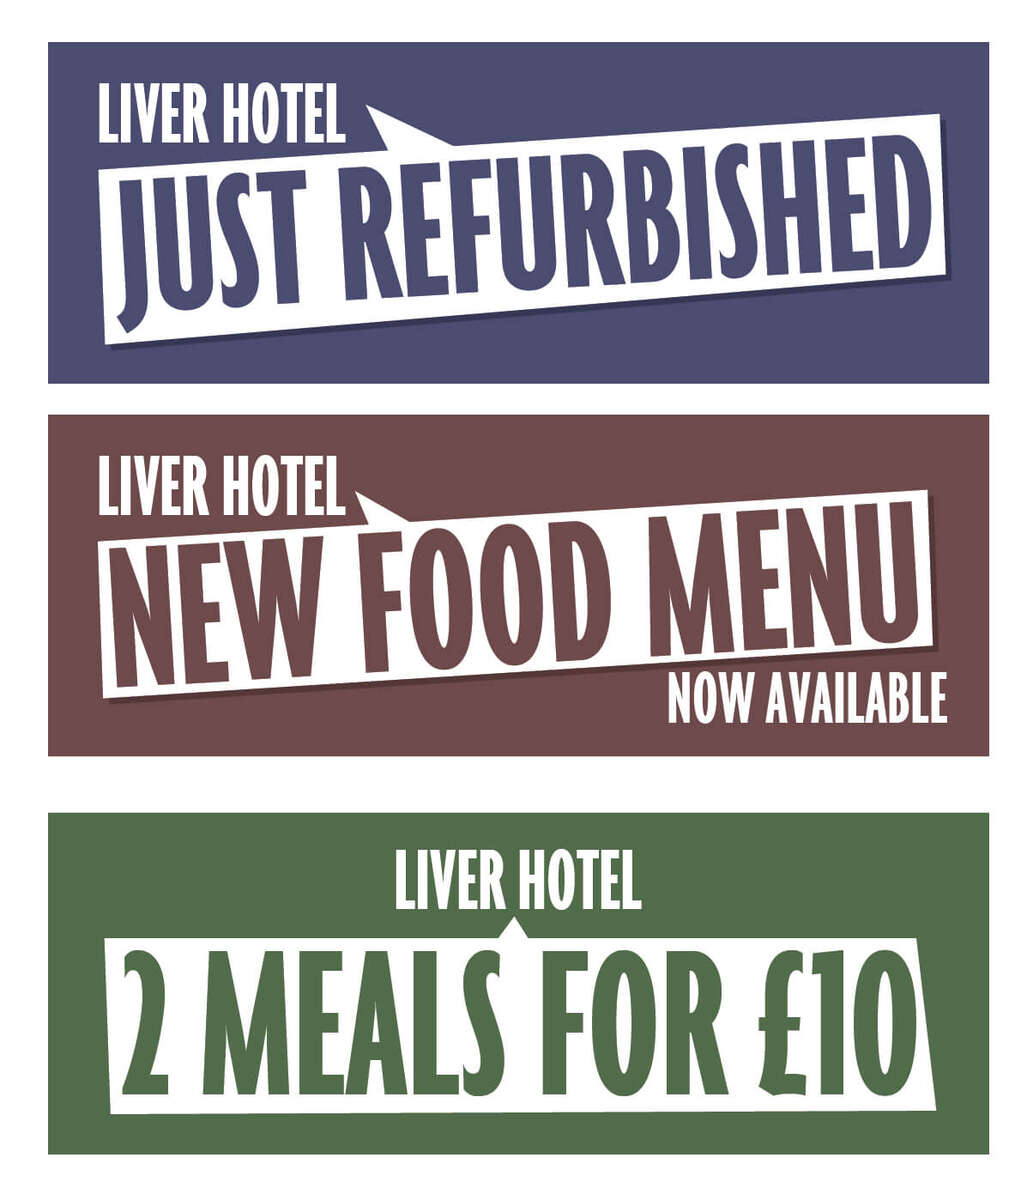 LIVER HOTEL
JUST REFURBISHED
LIVER HOTEL
NEW FOOD MENU
NOW AVAILABLE
LIVER HOTEL
2 MEALS FOR £10